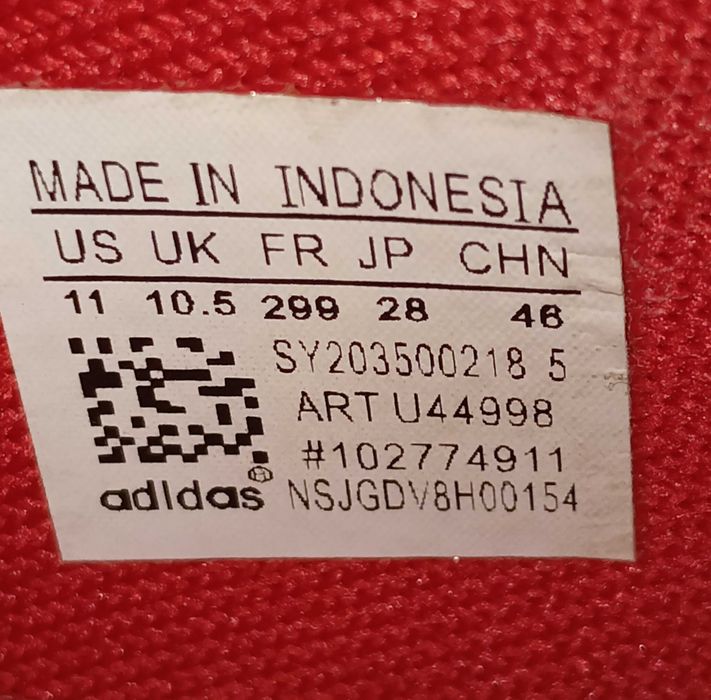 MADE IN INDONESIA
US UK FR JP CHN
11 10.5 299 28 46
SY203500218 5
ART U44998
#102774911
adidas NSJGDV8H00154